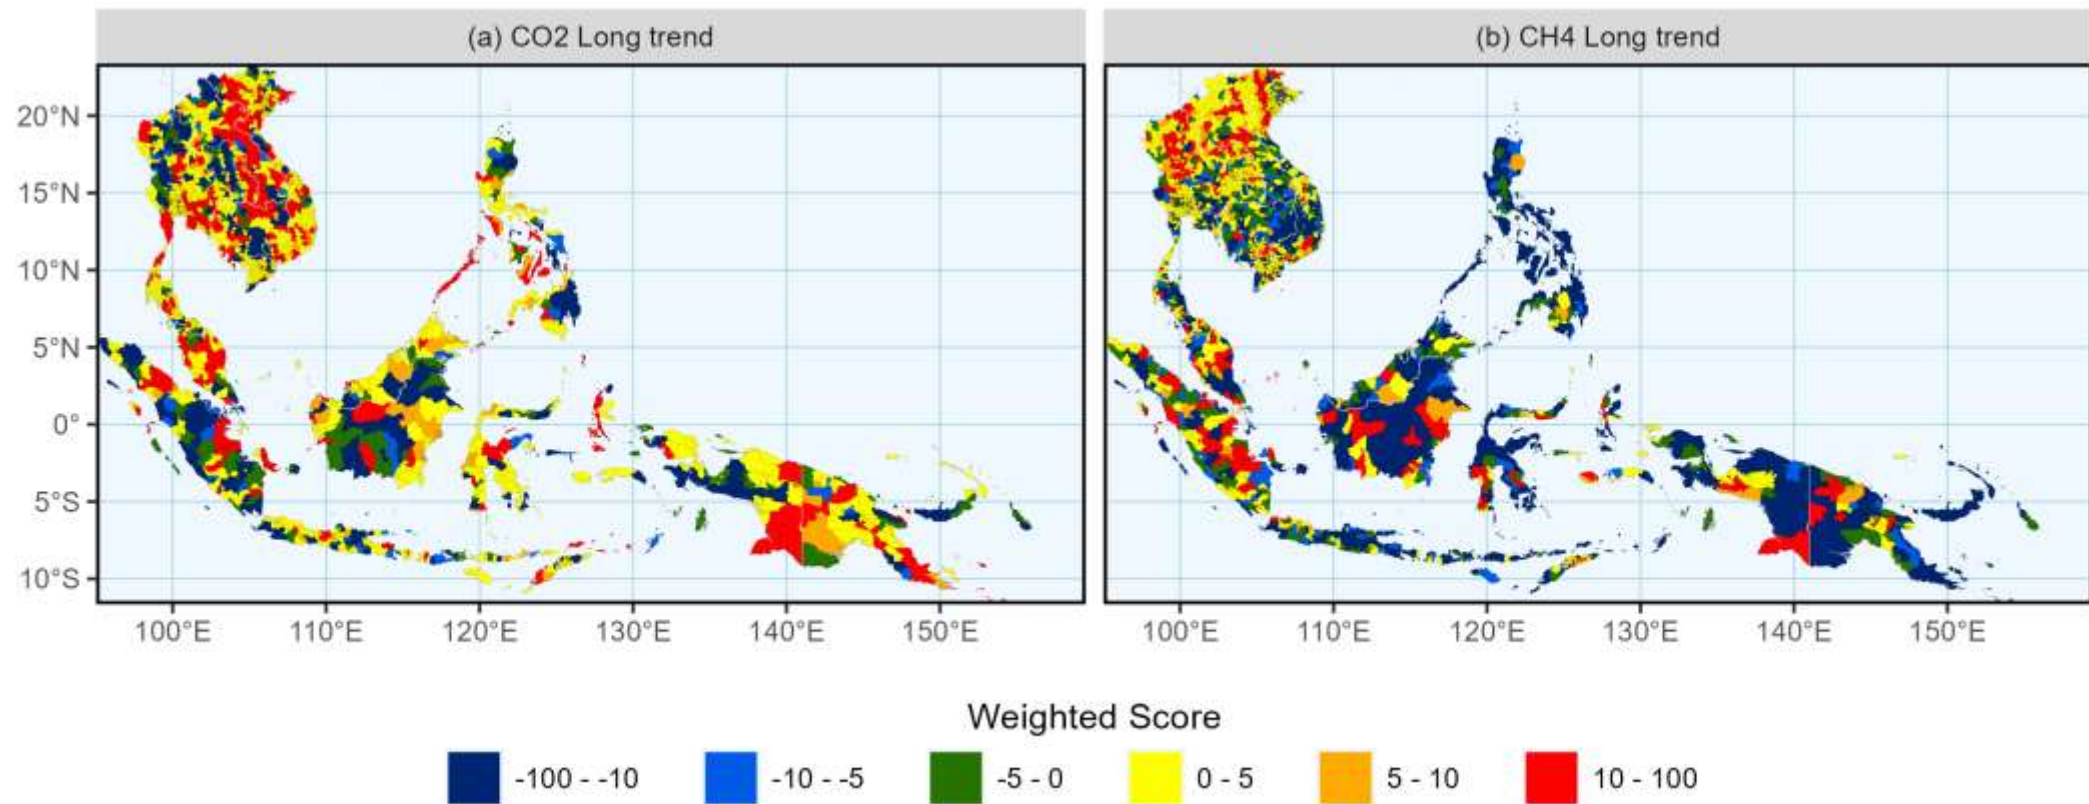 (a) CO2 Long trend
(b) CH4 Long trend
20°N
15°N
10°N
5°N
0°
5°S
10°S
100°E 110°E 120°E 130°E 140°E 150°E
100°E 110°E 120°E 130°E 140°E 150°E
Weighted Score
-100 - -10
-10 - -5
-5 - 0
0 - 5
5 - 10
10 - 100